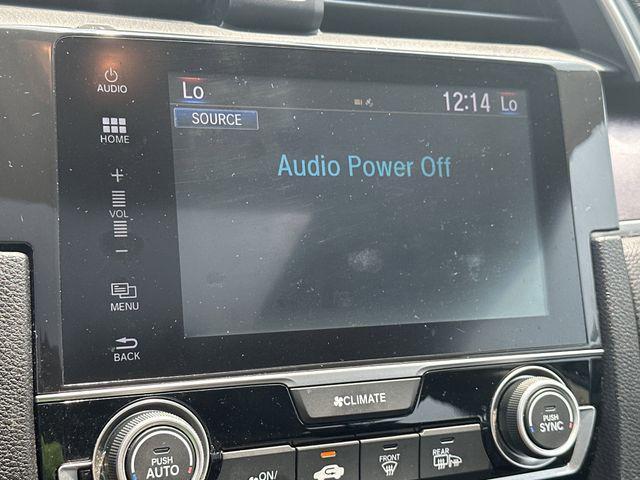 AUDIO
Lo
12:14 Lo
SOURCE
HOME
Audio Power Off
+
VOL
−
MENU
BACK
CLIMATE
PUSH
AUTO
ON/
FRONT
REAR
PUSH
SYNC